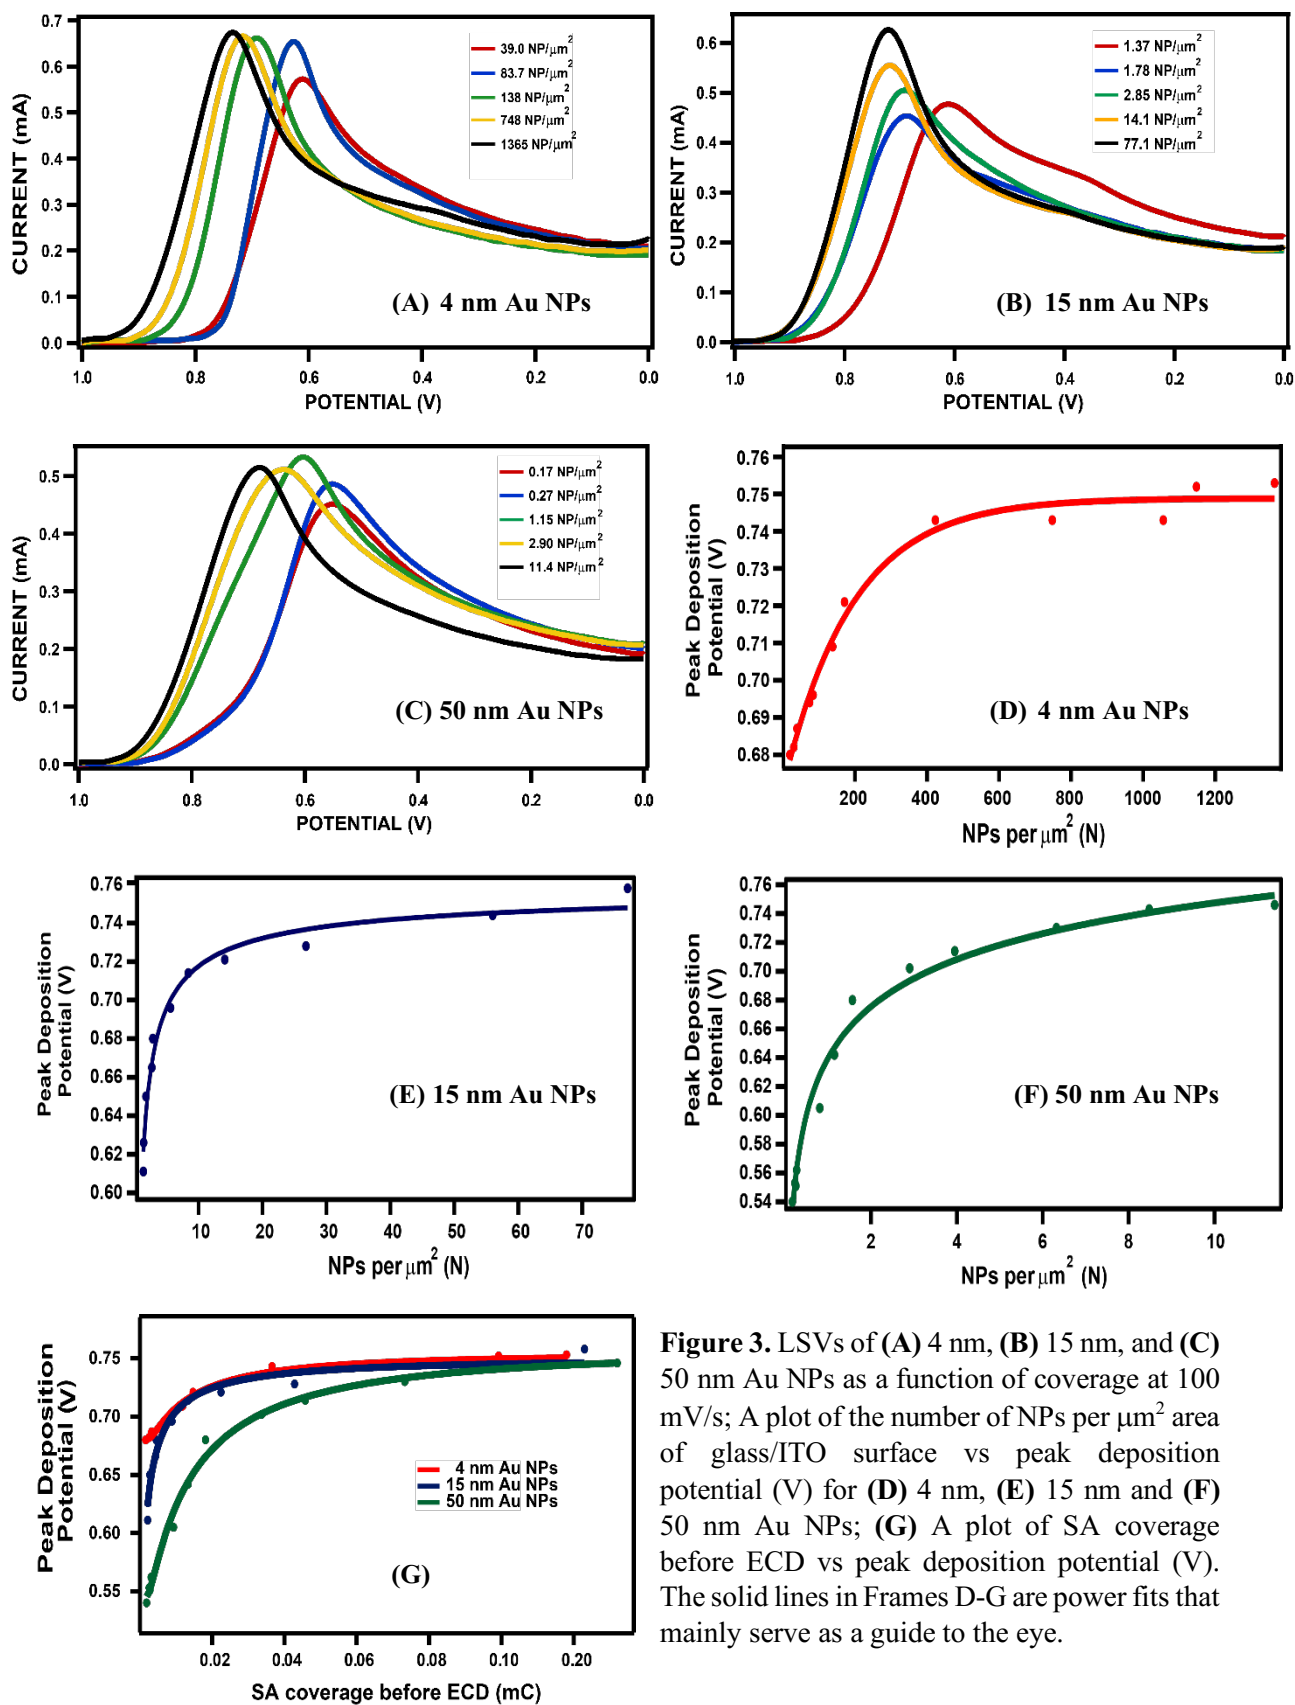 0.7
0.6
0.5
0.4
0.3
0.2
0.1
0.0
CURRENT (mA)
39.0 NP/μm2
83.7 NP/μm2
138 NP/μm2
748 NP/μm2
1365 NP/μm2
(A) 4 nm Au NPs
1.0 0.8 0.6 0.4 0.2 0.0
POTENTIAL (V)
0.6
0.5
0.4
0.3
0.2
0.1
0.0
CURRENT (mA)
1.37 NP/μm2
1.78 NP/μm2
2.85 NP/μm2
14.1 NP/μm2
77.1 NP/μm2
(B) 15 nm Au NPs
1.0 0.8 0.6 0.4 0.2 0.0
POTENTIAL (V)
0.5
0.4
0.3
0.2
0.1
0.0
CURRENT (mA)
0.17 NP/μm2
0.27 NP/μm2
1.15 NP/μm2
2.90 NP/μm2
11.4 NP/μm2
(C) 50 nm Au NPs
1.0 0.8 0.6 0.4 0.2 0.0
POTENTIAL (V)
0.76
0.75
0.74
0.73
0.72
0.71
0.70
0.69
0.68
Peak Deposition
Potential (V)
(D) 4 nm Au NPs
200 400 600 800 1000 1200
NPs per μm2 (N)
0.76
0.74
0.72
0.70
0.68
0.66
0.64
0.62
0.60
Peak Deposition
Potential (V)
(E) 15 nm Au NPs
10 20 30 40 50 60 70
NPs per μm2 (N)
0.76
0.74
0.72
0.70
0.68
0.66
0.64
0.62
0.60
0.58
0.56
0.54
Peak Deposition
Potential (V)
(F) 50 nm Au NPs
2 4 6 8 10
NPs per μm2 (N)
0.75
0.70
0.65
0.60
0.55
Peak Deposition
Potential (V)
4 nm Au NPs
15 nm Au NPs
50 nm Au NPs
(G)
0.02 0.04 0.06 0.08 0.10 0.20
SA coverage before ECD (mC)
Figure 3. LSVs of (A) 4 nm, (B) 15 nm, and (C)
50 nm Au NPs as a function of coverage at 100
mV/s; A plot of the number of NPs per μm2 area
of glass/ITO surface vs peak deposition
potential (V) for (D) 4 nm, (E) 15 nm and (F)
50 nm Au NPs; (G) A plot of SA coverage
before ECD vs peak deposition potential (V).
The solid lines in Frames D-G are power fits that
mainly serve as a guide to the eye.